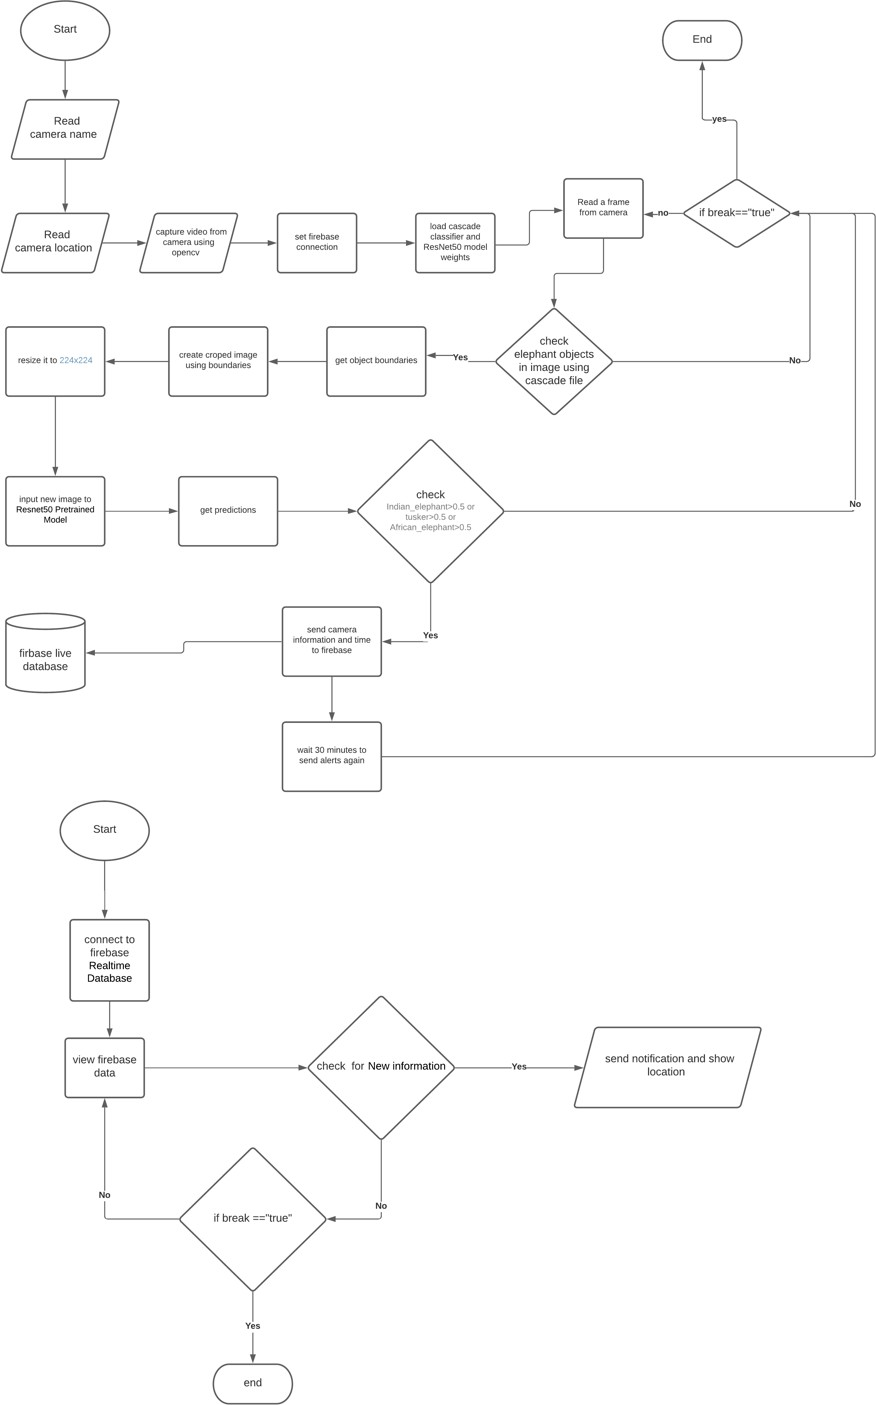 Start
End
yes
Read
camera name
Read
camera location
capture video from
camera using
opencv
set firebase
connection
load cascade
classifier and
ResNet50 model
weights
Read a frame
from camera
no
if break=="true"
resize it to 224x224
create croped image
using boundaries
get object boundaries
Yes
check
elephant objects
in image using
cascade file
No
input new image to
Resnet50 Pretrained
Model
get predictions
check
Indian_elephant>0.5 or
tusker>0.5 or
African_elephant>0.5
No
Yes
firbase live
database
send camera
information and time
to firebase
wait 30 minutes to
send alerts again
Start
connect to
firebase
Realtime
Database
view firebase
data
check  for New information
Yes
send notification and show
location
No
No
if break =="true"
Yes
end